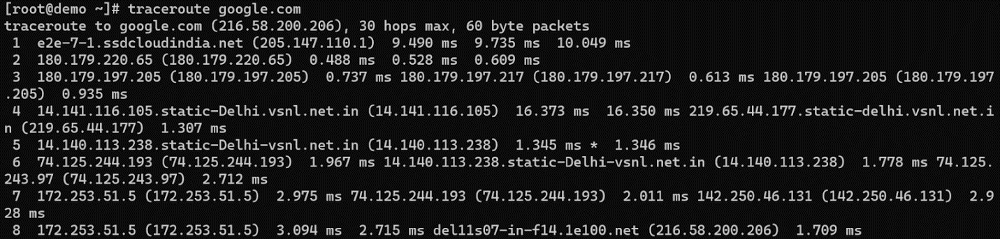 [root@demo ~]# traceroute google.com
traceroute to google.com (216.58.200.206), 30 hops max, 60 byte packets
 1  e2e-7-1.ssdcloudindia.net (205.147.110.1)  9.490 ms  9.735 ms  10.049 ms
 2  180.179.220.65 (180.179.220.65)  0.488 ms  0.528 ms  0.609 ms
 3  180.179.197.205 (180.179.197.205)  0.737 ms 180.179.197.217 (180.179.197.217)  0.613 ms 180.179.197.205 (180.179.197
.205)  0.935 ms
 4  14.141.116.105.static-Delhi.vsnl.net.in (14.141.116.105)  16.373 ms  16.350 ms 219.65.44.177.static-delhi.vsnl.net.i
n (219.65.44.177)  1.307 ms
 5  14.140.113.238.static-Delhi-vsnl.net.in (14.140.113.238)  1.345 ms *  1.346 ms
 6  74.125.244.193 (74.125.244.193)  1.967 ms 14.140.113.238.static-Delhi-vsnl.net.in (14.140.113.238)  1.778 ms 74.125.
243.97 (74.125.243.97)  2.712 ms
 7  172.253.51.5 (172.253.51.5)  2.975 ms 74.125.244.193 (74.125.244.193)  2.011 ms 142.250.46.131 (142.250.46.131)  2.9
28 ms
 8  172.253.51.5 (172.253.51.5)  3.094 ms  2.715 ms del11s07-in-f14.1e100.net (216.58.200.206)  1.709 ms